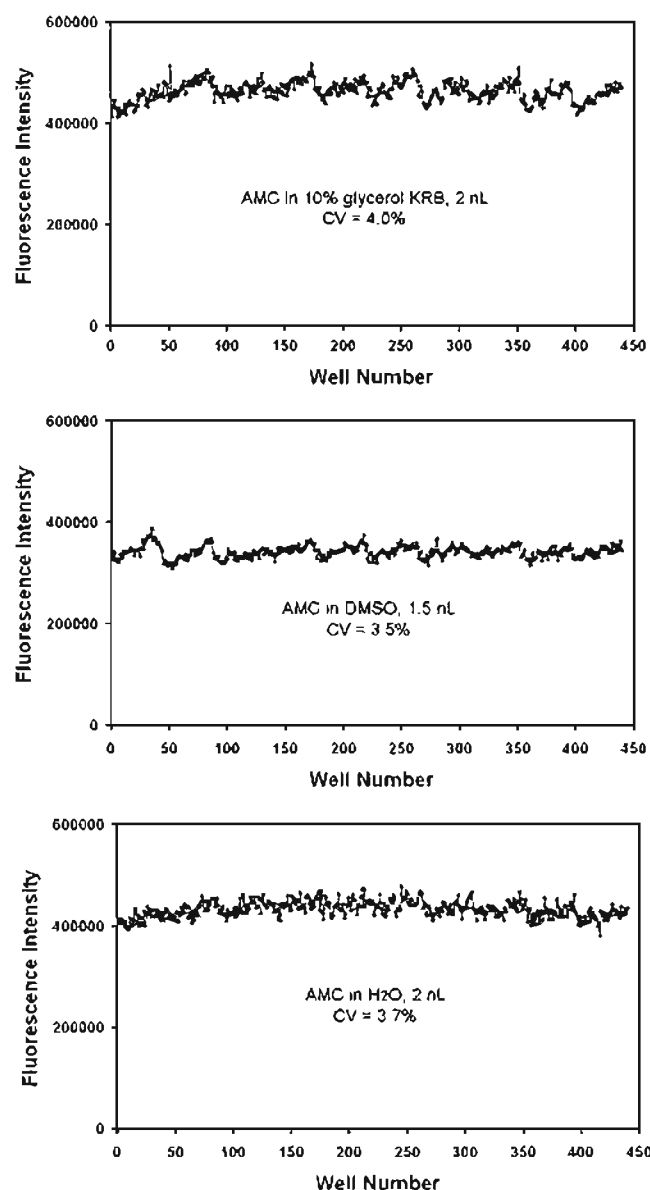 600000
400000
200000
0
Fluorescence Intensity
AMC in 10% glycerol KRB, 2 nL
CV = 4.0%
0 50 100 150 200 250 300 350 400 450
Well Number
600000
400000
200000
0
Fluorescence Intensity
AMC in DMSO, 1.5 nL
CV = 3.5%
0 50 100 150 200 250 300 350 400 450
Well Number
600000
400000
200000
0
Fluorescence Intensity
AMC in H2O, 2 nL
CV = 3.7%
0 50 100 150 200 250 300 350 400 450
Well Number